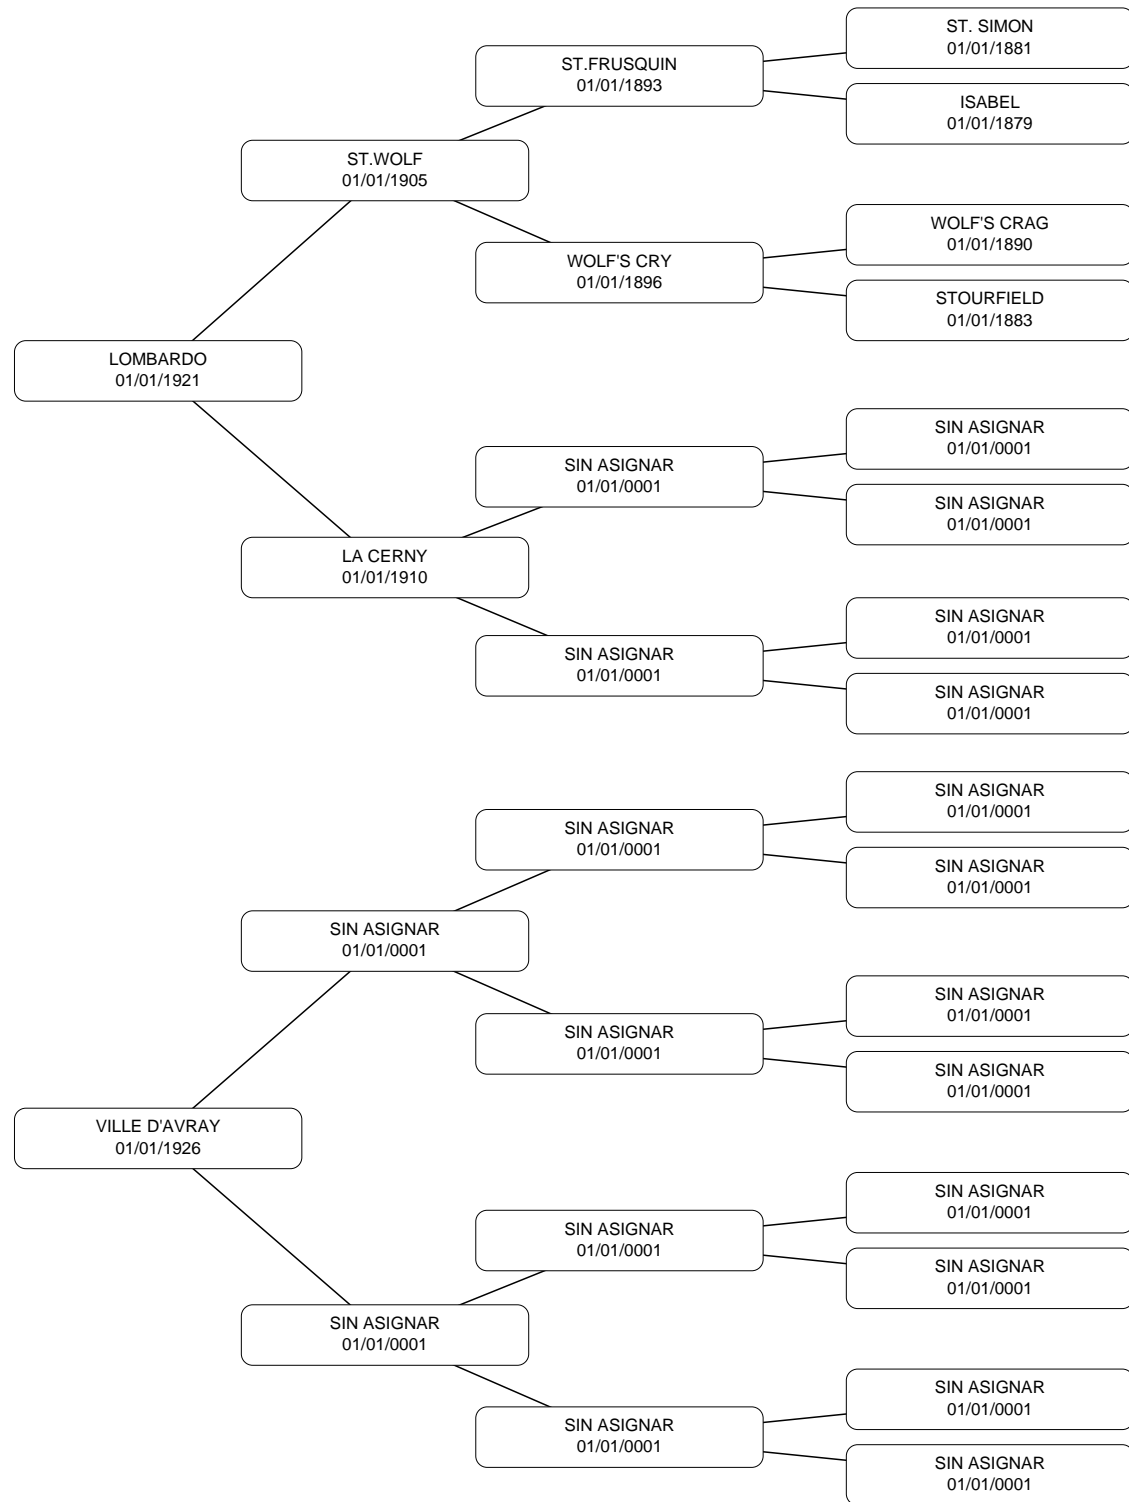 ST. SIMON
01/01/1881
ST.FRUSQUIN
01/01/1893
ISABEL
01/01/1879
ST.WOLF
01/01/1905
WOLF'S CRAG
01/01/1890
WOLF'S CRY
01/01/1896
STOURFIELD
01/01/1883
LOMBARDO
01/01/1921
SIN ASIGNAR
01/01/0001
SIN ASIGNAR
01/01/0001
SIN ASIGNAR
01/01/0001
LA CERNY
01/01/1910
SIN ASIGNAR
01/01/0001
SIN ASIGNAR
01/01/0001
SIN ASIGNAR
01/01/0001
SIN ASIGNAR
01/01/0001
SIN ASIGNAR
01/01/0001
SIN ASIGNAR
01/01/0001
SIN ASIGNAR
01/01/0001
SIN ASIGNAR
01/01/0001
SIN ASIGNAR
01/01/0001
SIN ASIGNAR
01/01/0001
VILLE D'AVRAY
01/01/1926
SIN ASIGNAR
01/01/0001
SIN ASIGNAR
01/01/0001
SIN ASIGNAR
01/01/0001
SIN ASIGNAR
01/01/0001
SIN ASIGNAR
01/01/0001
SIN ASIGNAR
01/01/0001
SIN ASIGNAR
01/01/0001